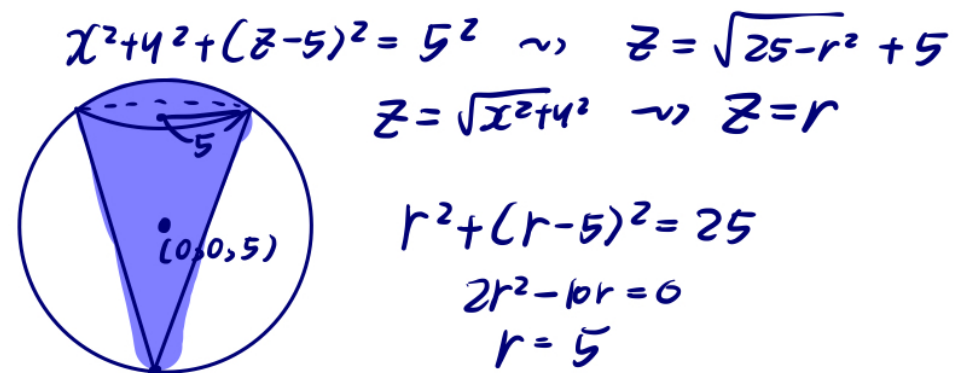 x²+y²+(z-5)²= 5² ~> z = √(25-r²) + 5
z = √(x²+y²) ~> z=r
5
(0,0,5)
r²+(r-5)²= 25
2r²-10r = 0
r = 5